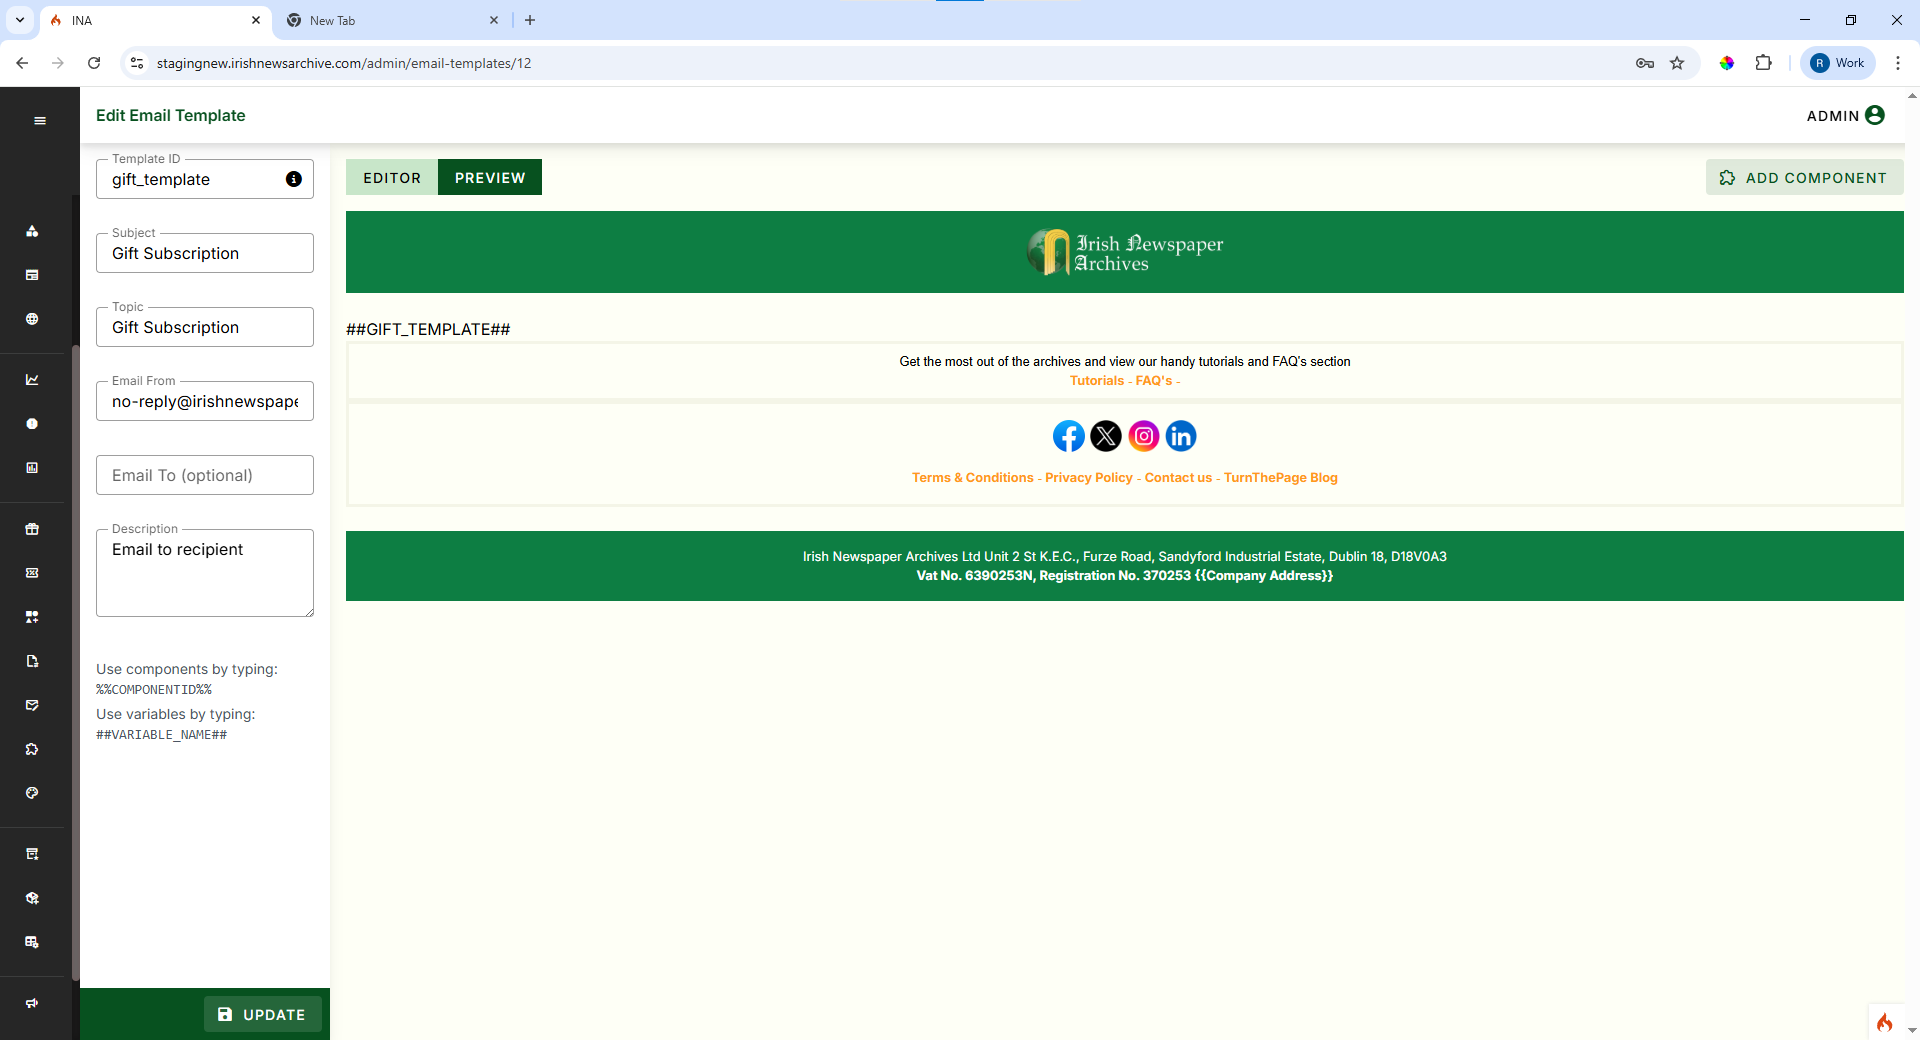 INA
New Tab
stagingnew.irishnewsarchive.com/admin/email-templates/12
R
Work
Edit Email Template
ADMIN
Template ID
gift_template
EDITOR
PREVIEW
ADD COMPONENT
Irish Newspaper
Archives
Subject
Gift Subscription
Topic
Gift Subscription
##GIFT_TEMPLATE##
Get the most out of the archives and view our handy tutorials and FAQ's section
Tutorials - FAQ's -
Email From
no-reply@irishnewspape
Email To (optional)
Terms & Conditions - Privacy Policy - Contact us - TurnThePage Blog
Description
Email to recipient
Irish Newspaper Archives Ltd Unit 2 St K.E.C., Furze Road, Sandyford Industrial Estate, Dublin 18, D18V0A3
Vat No. 6390253N, Registration No. 370253 {{Company Address}}
Use components by typing:
%%COMPONENTID%%
Use variables by typing:
##VARIABLE_NAME##
UPDATE